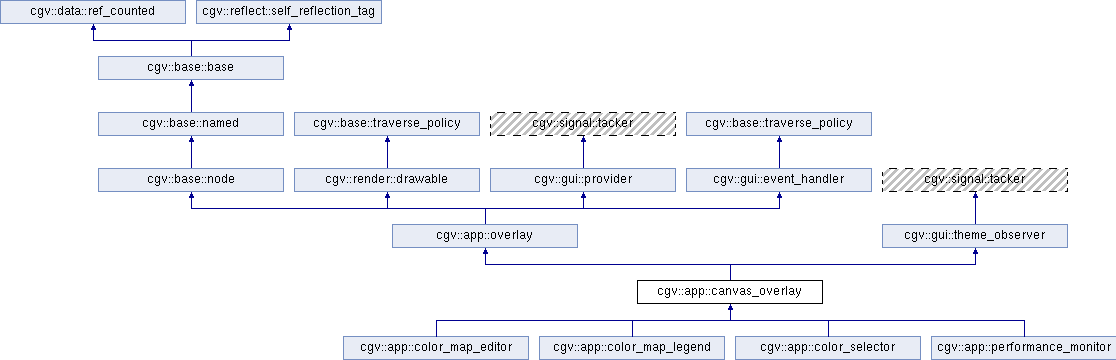 cgv::data::ref_counted
cgv::reflect::self_reflection_tag
cgv::base::base
cgv::base::named
cgv::base::traverse_policy
cgv::signal::tacker
cgv::base::traverse_policy
cgv::base::node
cgv::render::drawable
cgv::gui::provider
cgv::gui::event_handler
cgv::signal::tacker
cgv::app::overlay
cgv::gui::theme_observer
cgv::app::canvas_overlay
cgv::app::color_map_editor
cgv::app::color_map_legend
cgv::app::color_selector
cgv::app::performance_monitor